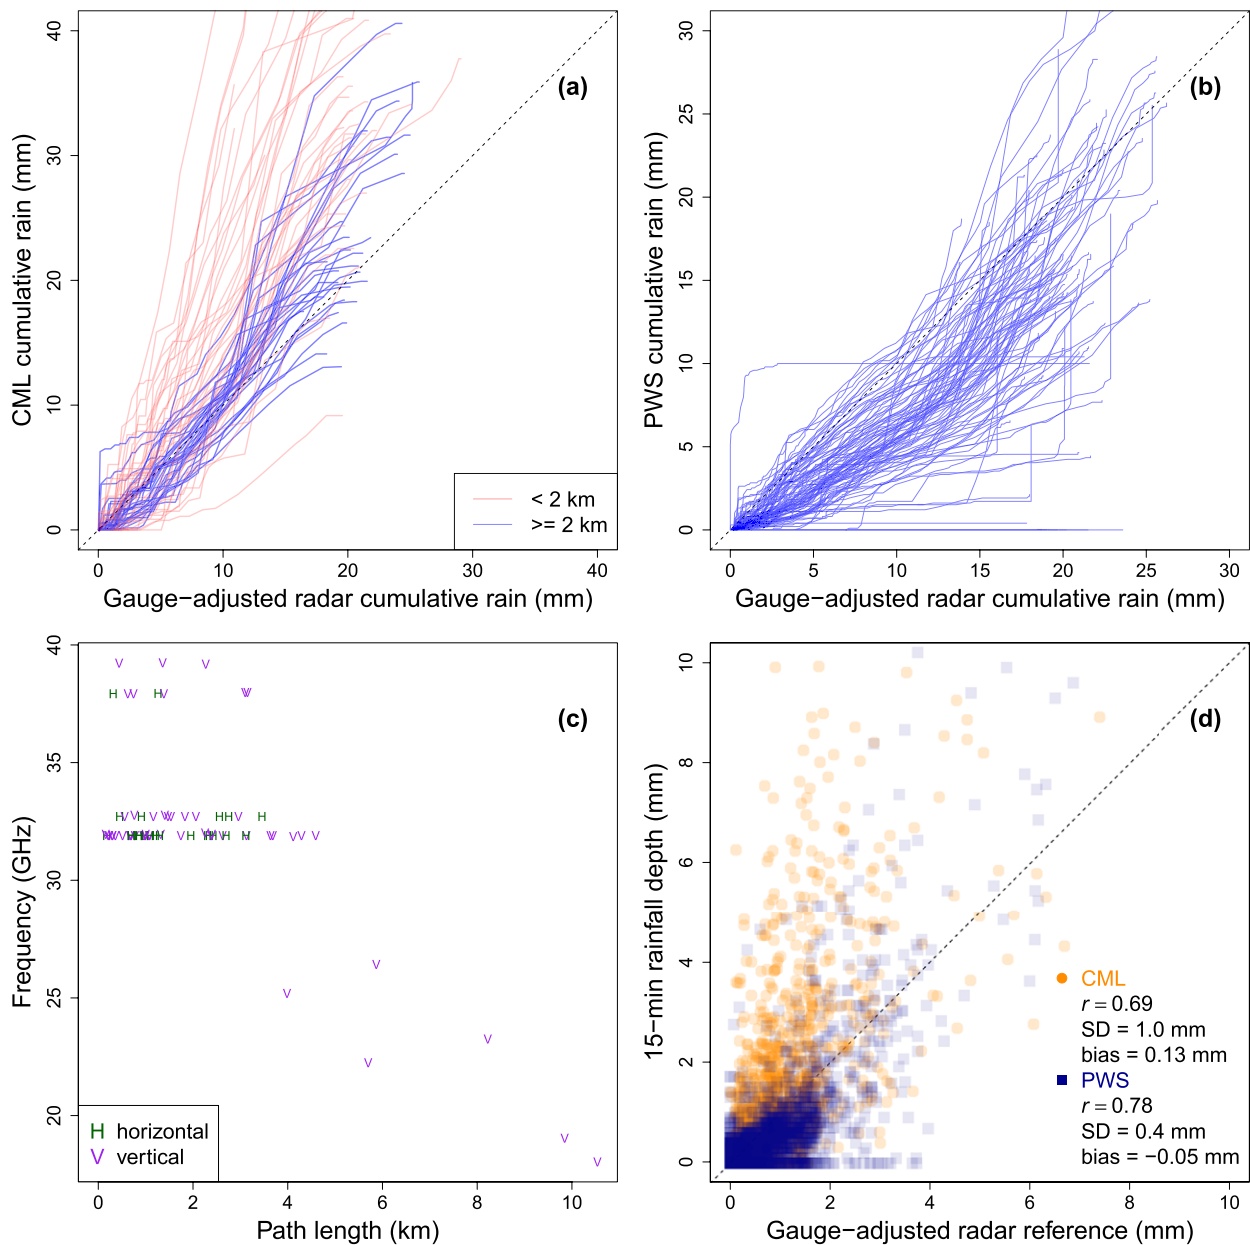 (a)
CML cumulative rain (mm)
0 10 20 30 40
< 2 km
>= 2 km
0 10 20 30 40
Gauge−adjusted radar cumulative rain (mm)
(b)
PWS cumulative rain (mm)
0 5 10 15 20 25 30
0 5 10 15 20 25 30
Gauge−adjusted radar cumulative rain (mm)
(c)
Frequency (GHz)
20 25 30 35 40
H horizontal
V vertical
0 2 4 6 8 10
Path length (km)
(d)
15−min rainfall depth (mm)
0 2 4 6 8 10
CML
r = 0.69
SD = 1.0 mm
bias = 0.13 mm
PWS
r = 0.78
SD = 0.4 mm
bias = −0.05 mm
0 2 4 6 8 10
Gauge−adjusted radar reference (mm)